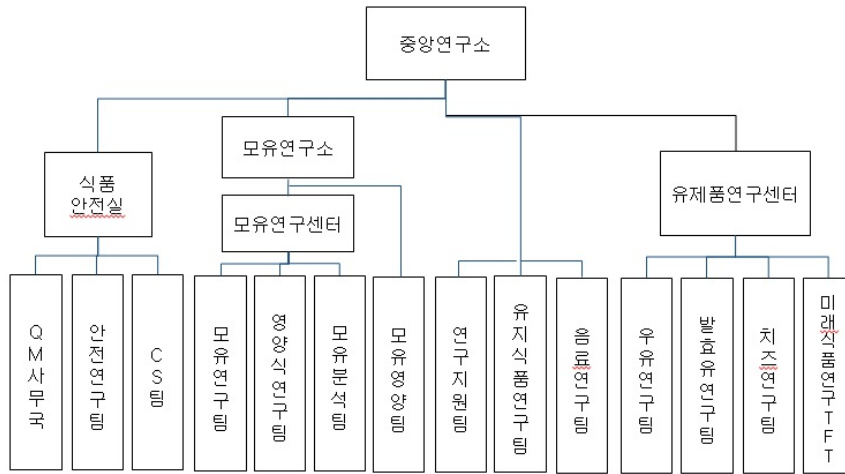 중앙연구소
모유연구소
식품
안전실
유제품연구센터
모유연구센터
QM사무국
안전연구팀
CS팀
모유연구팀
영양식연구팀
모유분석팀
모유영양팀
연구지원팀
유지식품연구팀
음료연구팀
우유연구팀
발효유연구팀
치즈연구팀
미래식품연구TFT